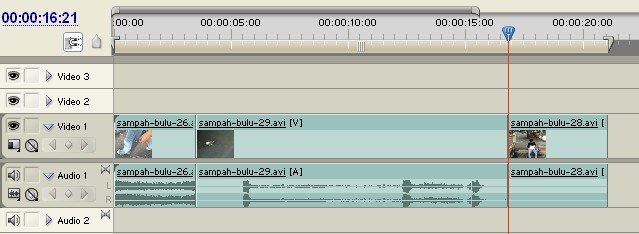 00:00:16:21
:00:00 00:00:05:00 00:00:10:00 00:00:15:00 00:00:20:00
Video 3
Video 2
Video 1
sampah-bulu-26.a sampah-bulu-29.avi [V] sampah-bulu-28.avi [
Audio 1
sampah-bulu-26.a sampah-bulu-29.avi [A] sampah-bulu-28.avi [
L
R
Audio 2